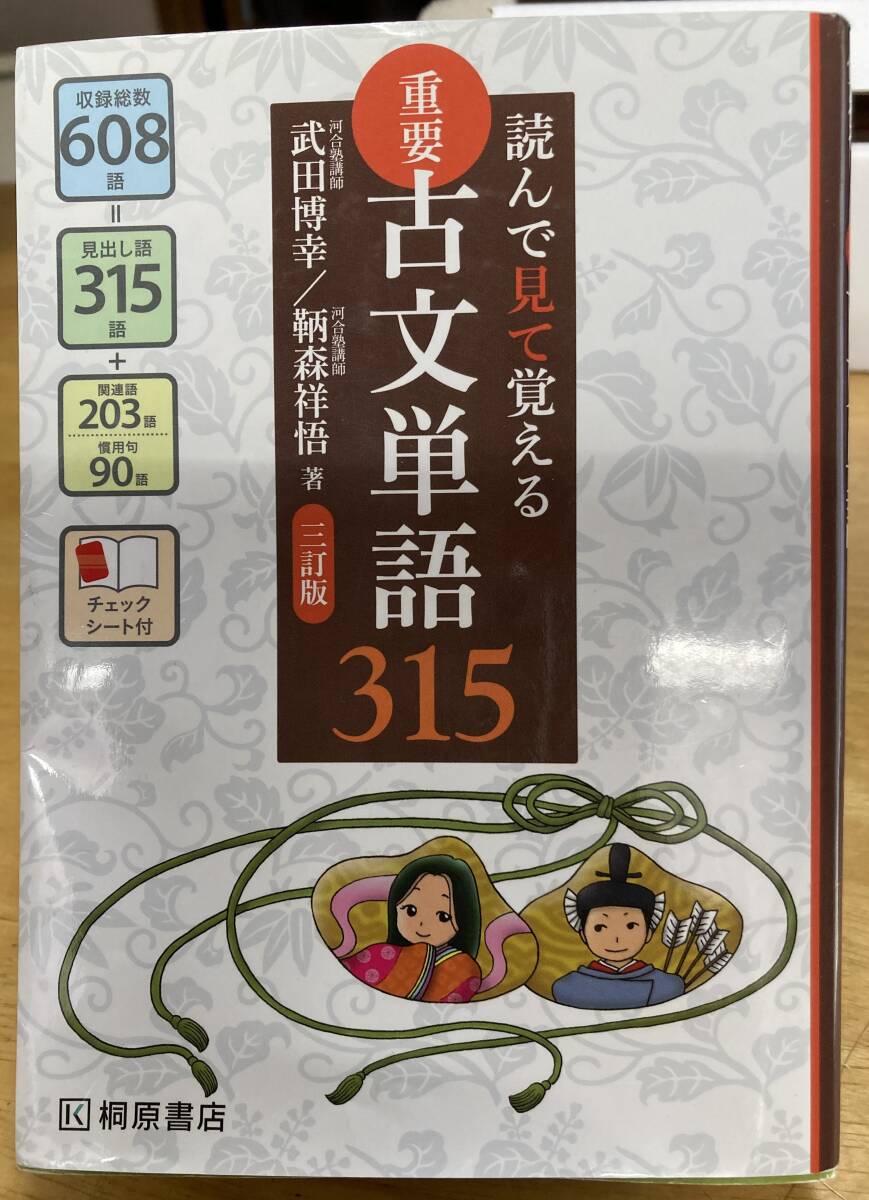 読んで見て覚える
重要古文単語
315
河合塾講師
武田博幸/
河合塾講師
鞆森祥悟 著
三訂版
収録総数
608
語
=
見出し語
315
語
+
関連語
203語
慣用句
90語
チェック
シート付
K 桐原書店